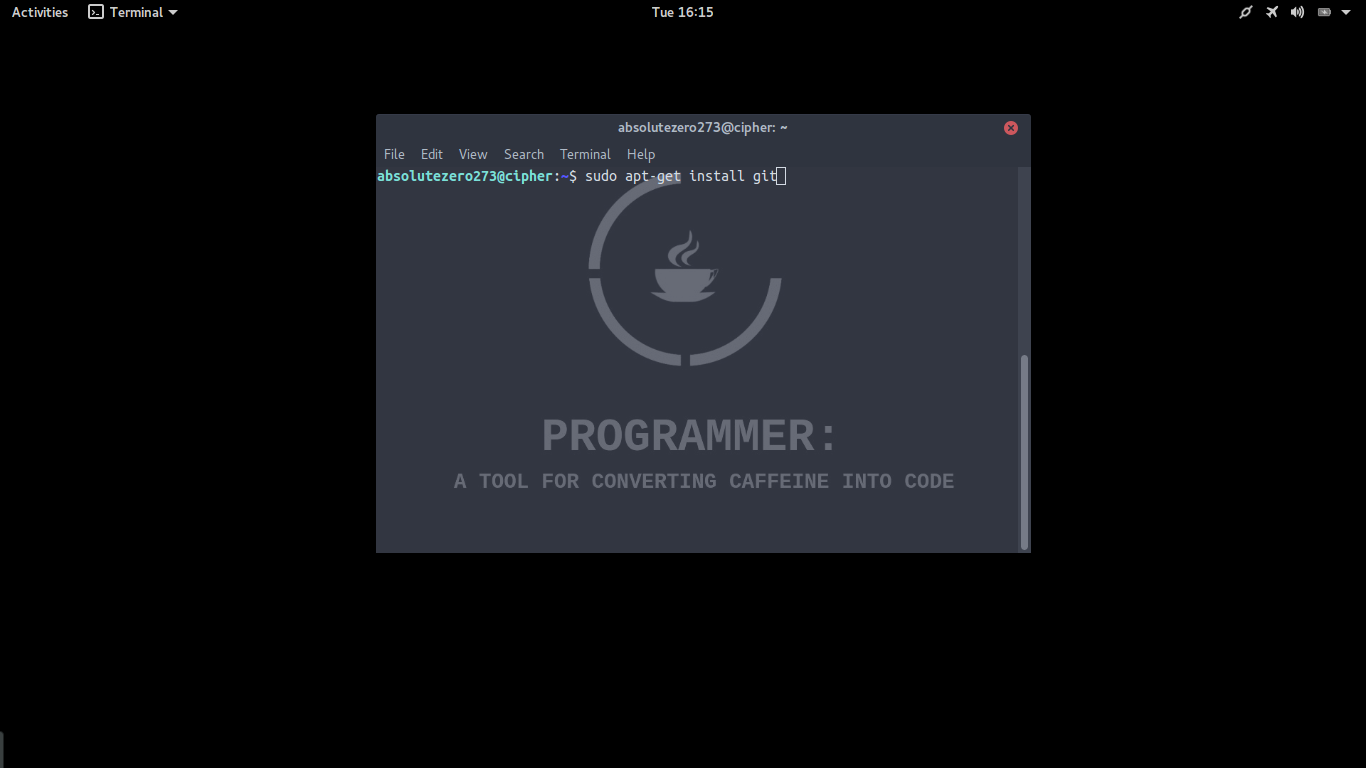 Activities Terminal Tue 16:15
absolutezero273@cipher: ~
File Edit View Search Terminal Help
absolutezero273@cipher:~$ sudo apt-get install git
PROGRAMMER:
A TOOL FOR CONVERTING CAFFEINE INTO CODE